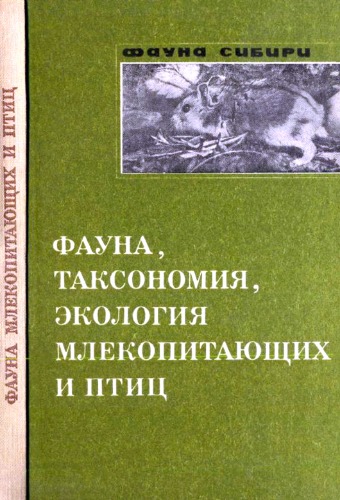 ФАУНА МЛЕКОПИТАЮЩИХ И ПТИЦ
ФАУНА СИБИРИ
ФАУНА,
ТАКСОНОМИЯ,
ЭКОЛОГИЯ
МЛЕКОПИТАЮЩИХ
И ПТИЦ